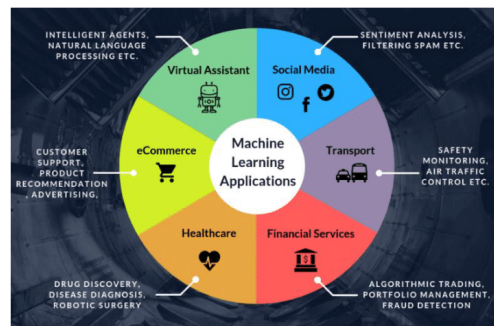 INTELLIGENT AGENTS,
NATURAL LANGUAGE
PROCESSING ETC.
SENTIMENT ANALYSIS,
FILTERING SPAM ETC.
Virtual Assistant
Social Media
CUSTOMER
SUPPORT,
PRODUCT
RECOMMENDATION
, ADVERTISING,
eCommerce
Machine
Learning
Applications
Transport
SAFETY
MONITORING,
AIR TRAFFIC
CONTROL ETC.
Healthcare
Financial Services
$
DRUG DISCOVERY,
DISEASE DIAGNOSIS,
ROBOTIC SURGERY
ALGORITHMIC TRADING,
PORTFOLIO MANAGEMENT,
FRAUD DETECTION